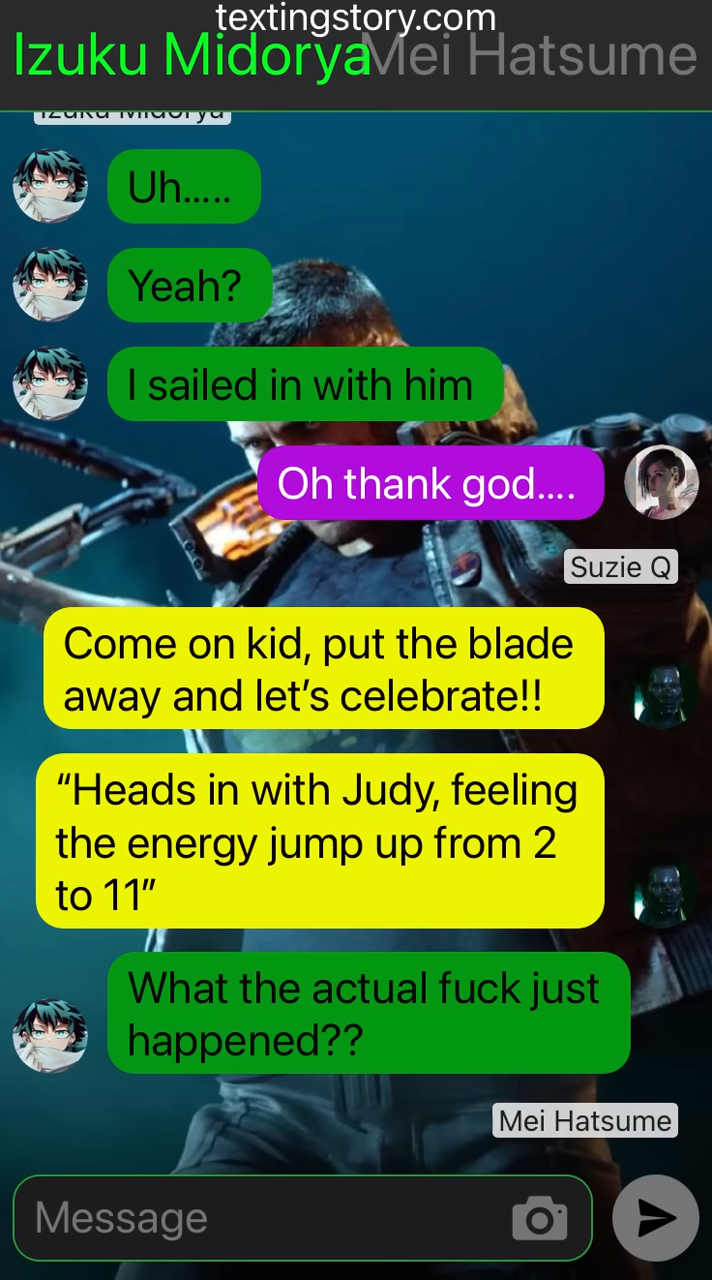 textingstory.com
Izuku Midorya Mei Hatsume
Izuku Midorya
Uh.....
Yeah?
I sailed in with him
Oh thank god....
Suzie Q
Come on kid, put the blade
away and let’s celebrate!!
“Heads in with Judy, feeling
the energy jump up from 2
to 11”
What the actual fuck just
happened??
Mei Hatsume
Message